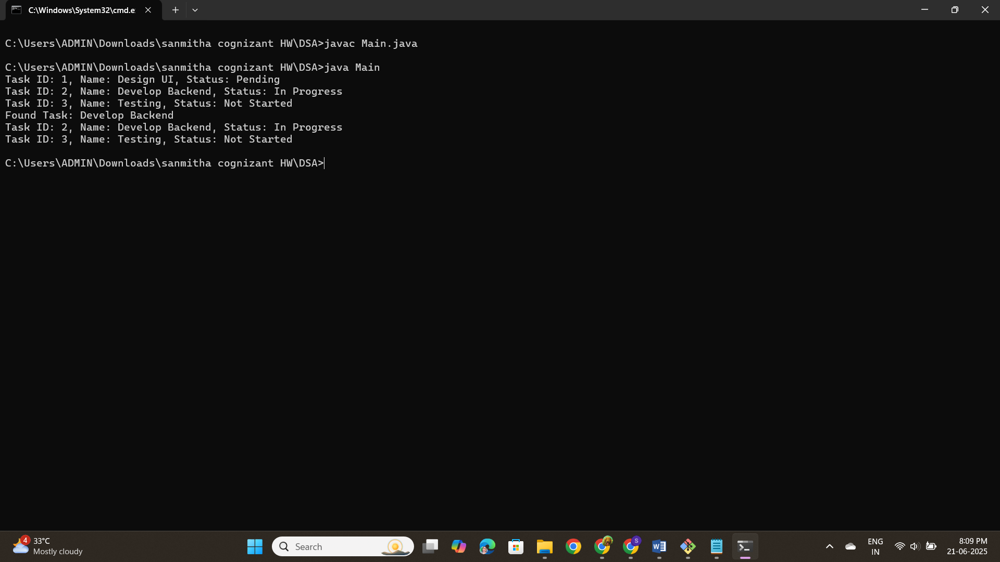 C:\Windows\System32\cmd.e
C:\Users\ADMIN\Downloads\sanmitha cognizant HW\DSA>javac Main.java
C:\Users\ADMIN\Downloads\sanmitha cognizant HW\DSA>java Main
Task ID: 1, Name: Design UI, Status: Pending
Task ID: 2, Name: Develop Backend, Status: In Progress
Task ID: 3, Name: Testing, Status: Not Started
Found Task: Develop Backend
Task ID: 2, Name: Develop Backend, Status: In Progress
Task ID: 3, Name: Testing, Status: Not Started
C:\Users\ADMIN\Downloads\sanmitha cognizant HW\DSA>
4
33°C
Mostly cloudy
Search
S
W
ENG
IN
8:09 PM
21-06-2025